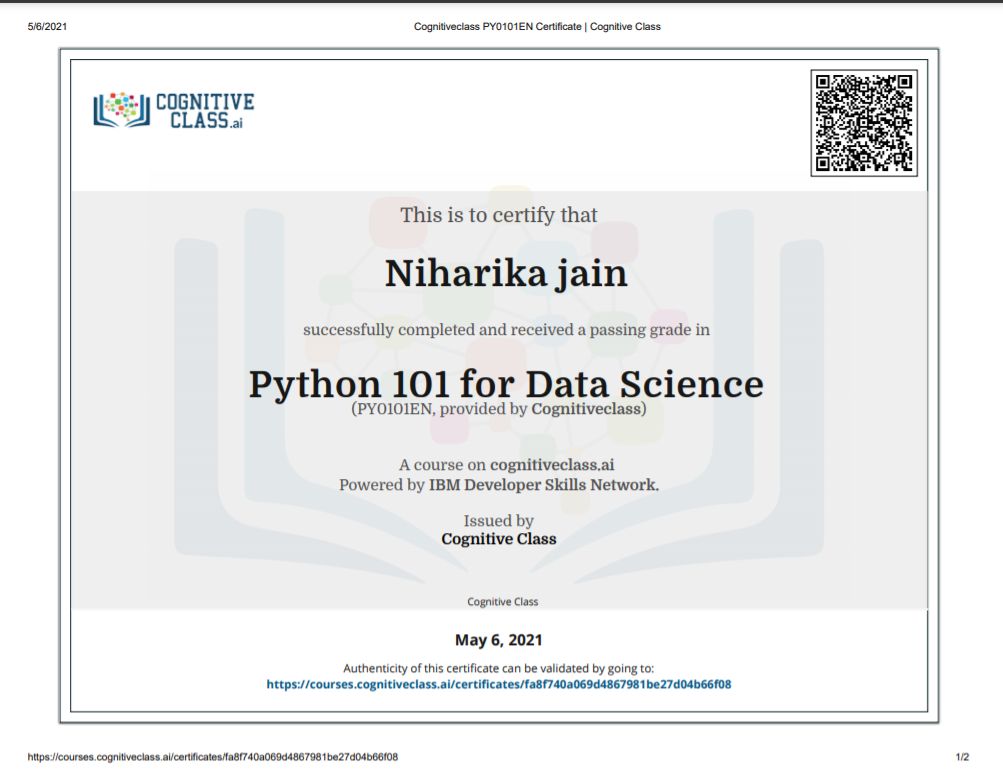 5/6/2021
Cognitiveclass PY0101EN Certificate | Cognitive Class
COGNITIVE
CLASS.ai
This is to certify that
Niharika jain
successfully completed and received a passing grade in
Python 101 for Data Science
(PY0101EN, provided by Cognitiveclass)
A course on cognitiveclass.ai
Powered by IBM Developer Skills Network.
Issued by
Cognitive Class
Cognitive Class
May 6, 2021
Authenticity of this certificate can be validated by going to:
https://courses.cognitiveclass.ai/certificates/fa8f740a069d4867981be27d04b66f08
https://courses.cognitiveclass.ai/certificates/fa8f740a069d4867981be27d04b66f08
1/2